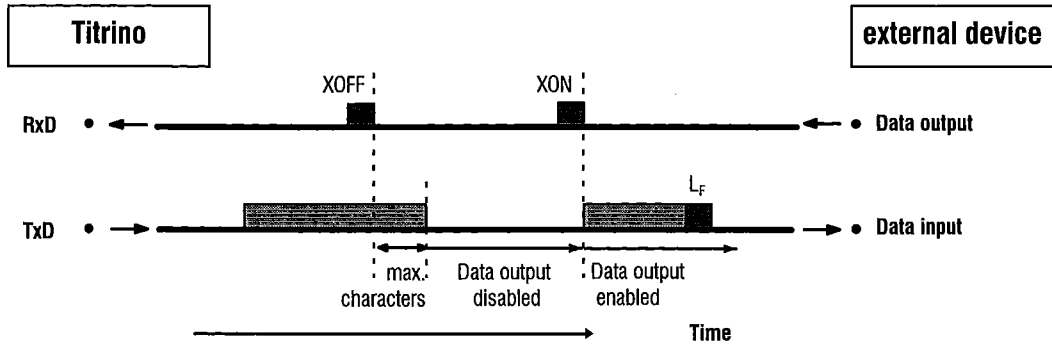 Titrino
external device
XOFF
XON
RxD
Data output
LF
TxD
Data input
max.
characters
Data output
disabled
Data output
enabled
Time